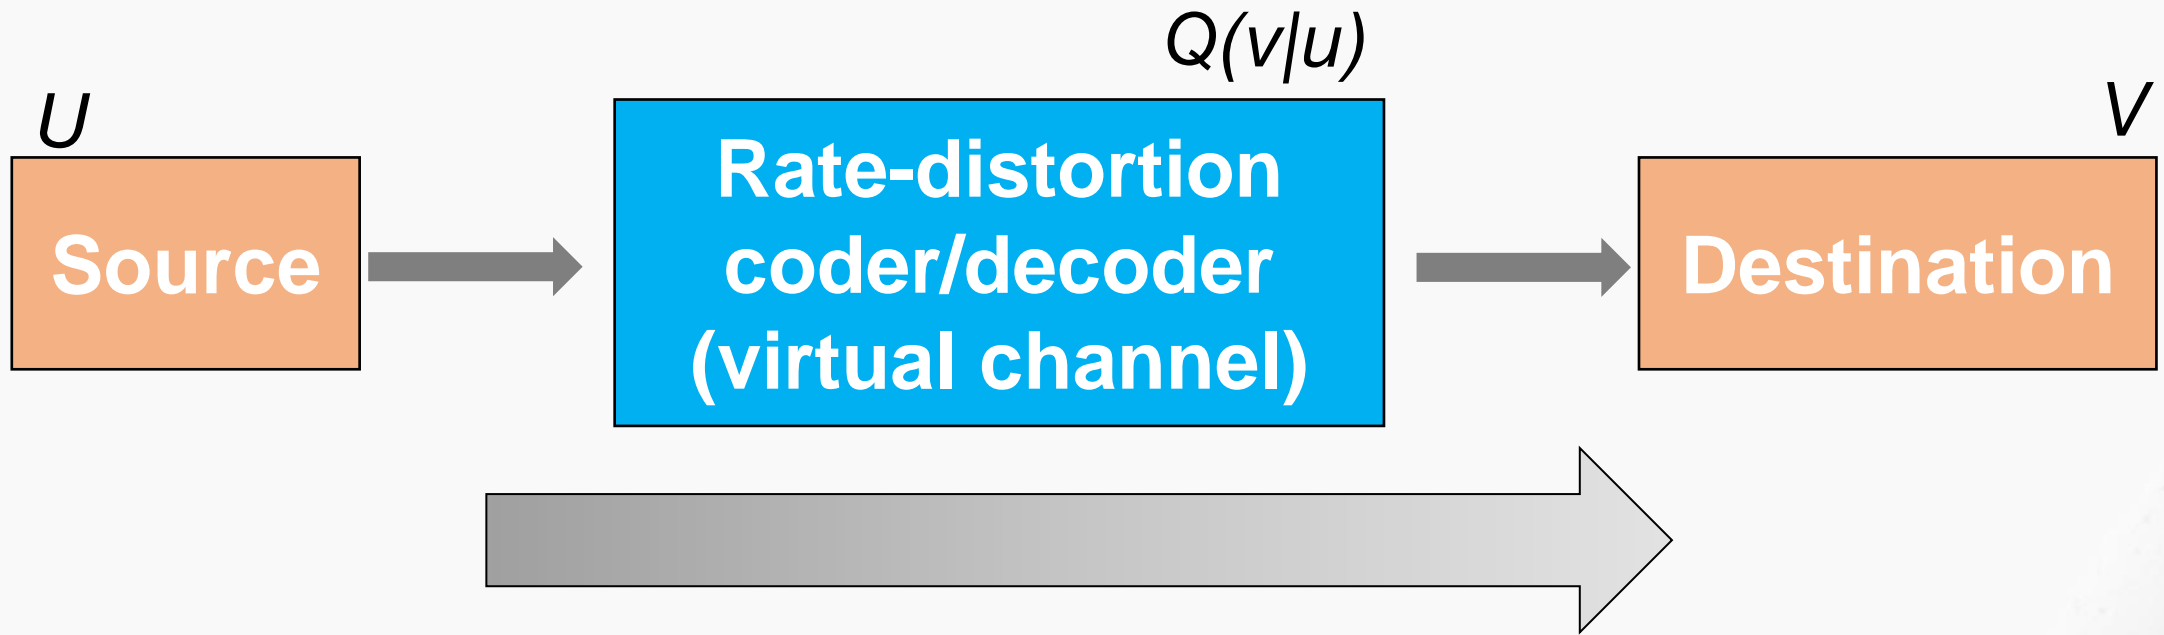 Q(v|u)
U
V
Rate-distortion
coder/decoder
(virtual channel)
Source
Destination